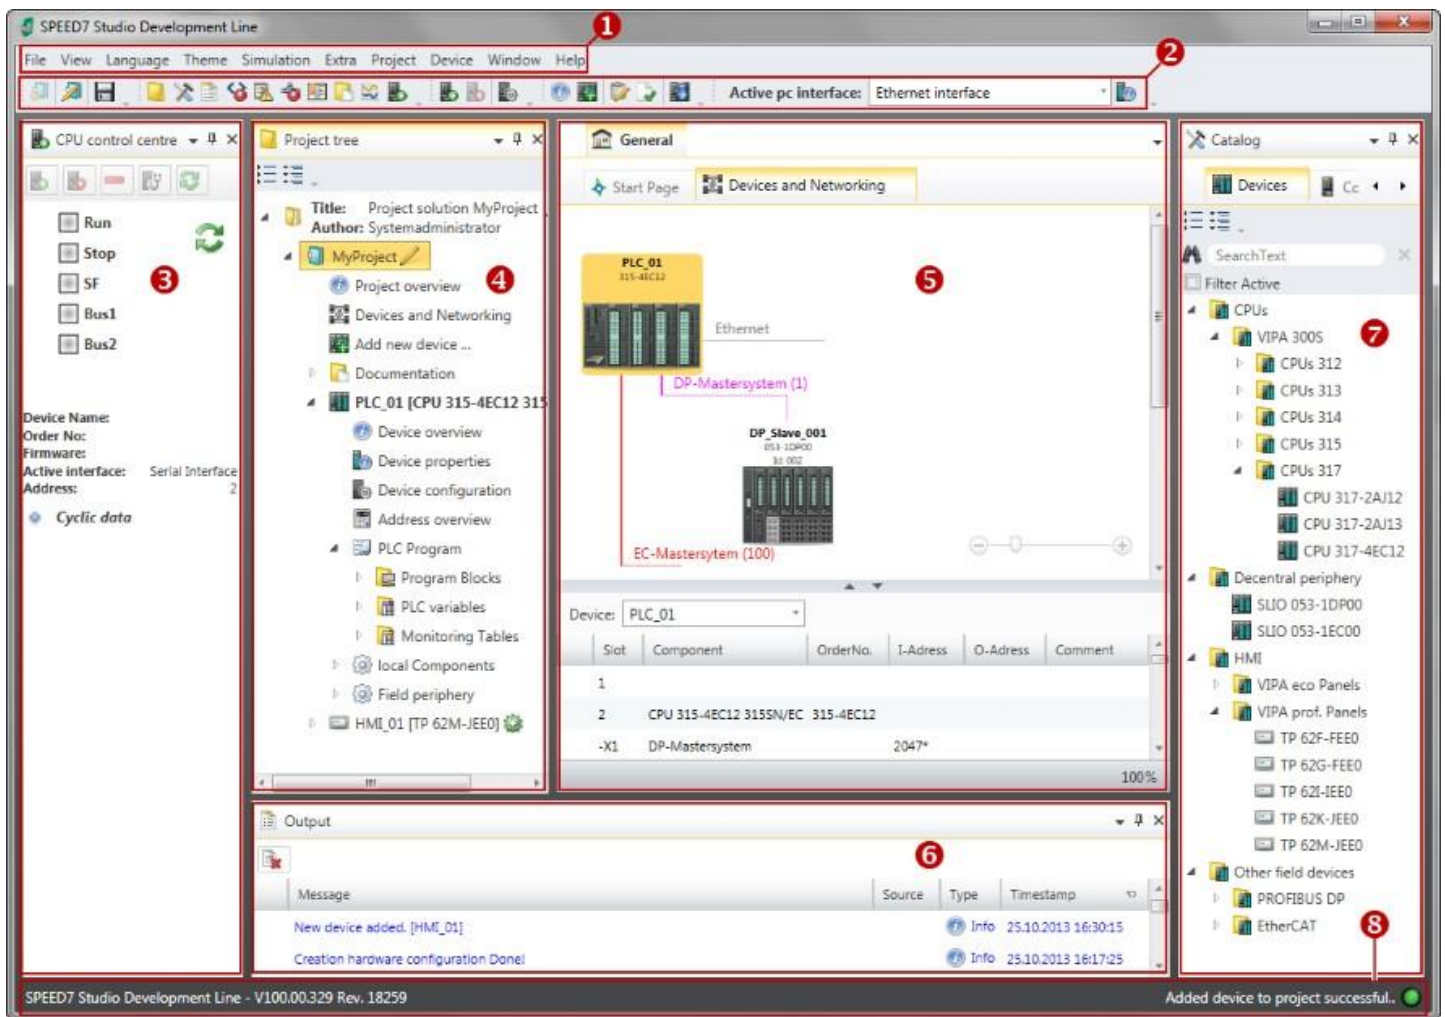 SPEED7 Studio Development Line
1
File View Language Theme Simulation Extra Project Device Window Help
2
Active pc interface: Ethernet interface
CPU control centre
Run
Stop
SF
3
Bus1
Bus2
Device Name:
Order No:
Firmware:
Active interface: Serial Interface
Address: 2
Cyclic data
Project tree
Title: Project solution MyProject
Author: Systemadministrator
MyProject
4
Project overview
Devices and Networking
Add new device ...
Documentation
PLC_01 [CPU 315-4EC12 315
Device overview
Device properties
Device configuration
Address overview
PLC Program
Program Blocks
PLC variables
Monitoring Tables
local Components
Field periphery
HMI_01 [TP 62M-JEE0]
General
Start Page Devices and Networking
PLC_01
315-4EC12
5
Ethernet
DP-Mastersystem (1)
DP_Slave_001
053-1DP00
Id: 002
EC-Mastersytem (100)
Device: PLC_01
Slot Component OrderNo. I-Adress O-Adress Comment
1
2 CPU 315-4EC12 315SN/EC 315-4EC12
-X1 DP-Mastersystem 2047*
100%
Output
6
Message Source Type Timestamp
New device added. [HMI_01] Info 25.10.2013 16:30:15
Creation hardware configuration Done! Info 25.10.2013 16:17:25
Catalog
Devices Cc
SearchText
Filter Active
CPUs
VIPA 300S
7
CPUs 312
CPUs 313
CPUs 314
CPUs 315
CPUs 317
CPU 317-2AJ12
CPU 317-2AJ13
CPU 317-4EC12
Decentral periphery
SLIO 053-1DP00
SLIO 053-1EC00
HMI
VIPA eco Panels
VIPA prof. Panels
TP 62F-FEE0
TP 62G-FEE0
TP 62I-IEE0
TP 62K-JEE0
TP 62M-JEE0
Other field devices
PROFIBUS DP
EtherCAT
8
SPEED7 Studio Development Line - V100.00.329 Rev. 18259
Added device to project successful..